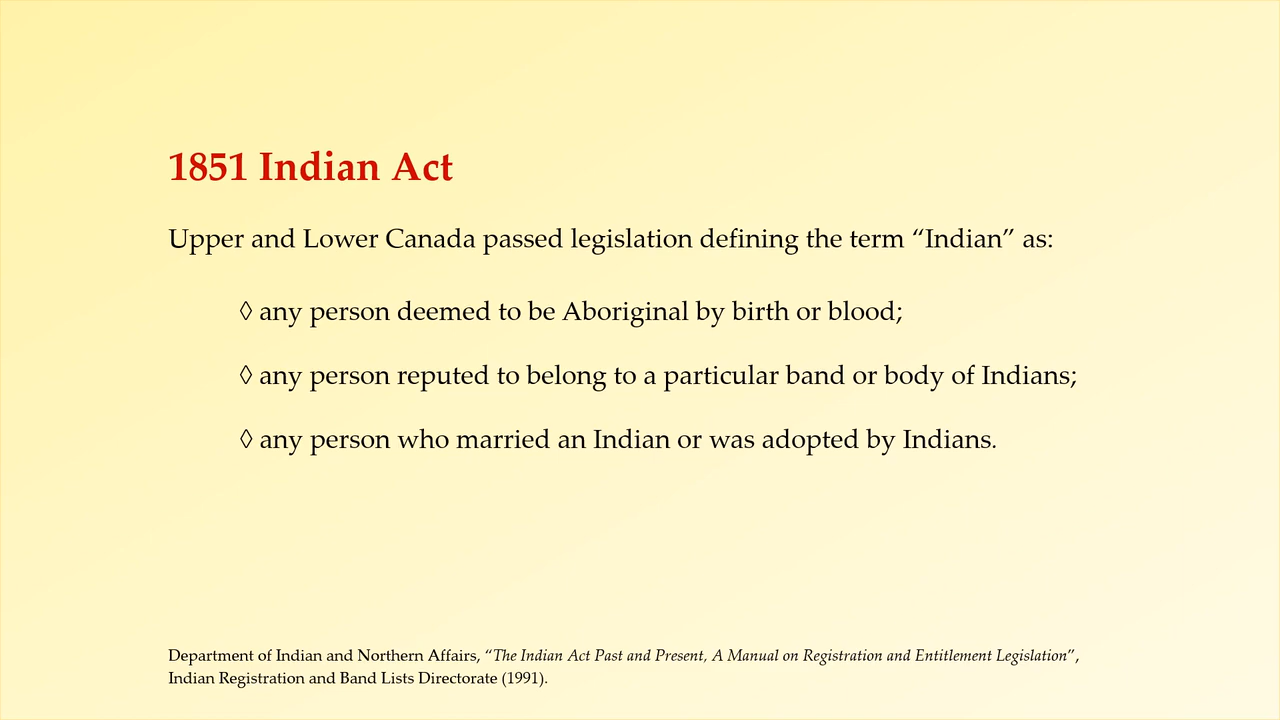 1851 Indian Act
Upper and Lower Canada passed legislation defining the term “Indian” as:
◊ any person deemed to be Aboriginal by birth or blood;
◊ any person reputed to belong to a particular band or body of Indians;
◊ any person who married an Indian or was adopted by Indians.
Department of Indian and Northern Affairs, “The Indian Act Past and Present, A Manual on Registration and Entitlement Legislation”,
Indian Registration and Band Lists Directorate (1991).